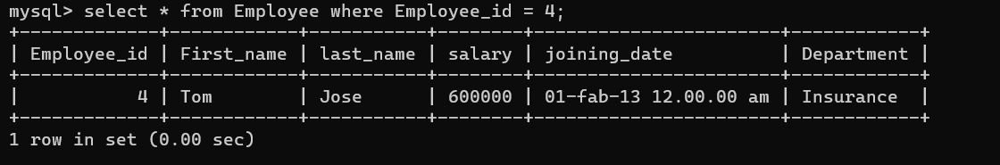 mysql> select * from Employee where Employee_id = 4;
+-------------+------------+-----------+--------+-----------------------+------------+
| Employee_id | First_name | last_name | salary | joining_date          | Department |
+-------------+------------+-----------+--------+-----------------------+------------+
|           4 | Tom        | Jose      | 600000 | 01-fab-13 12.00.00 am | Insurance  |
+-------------+------------+-----------+--------+-----------------------+------------+
1 row in set (0.00 sec)